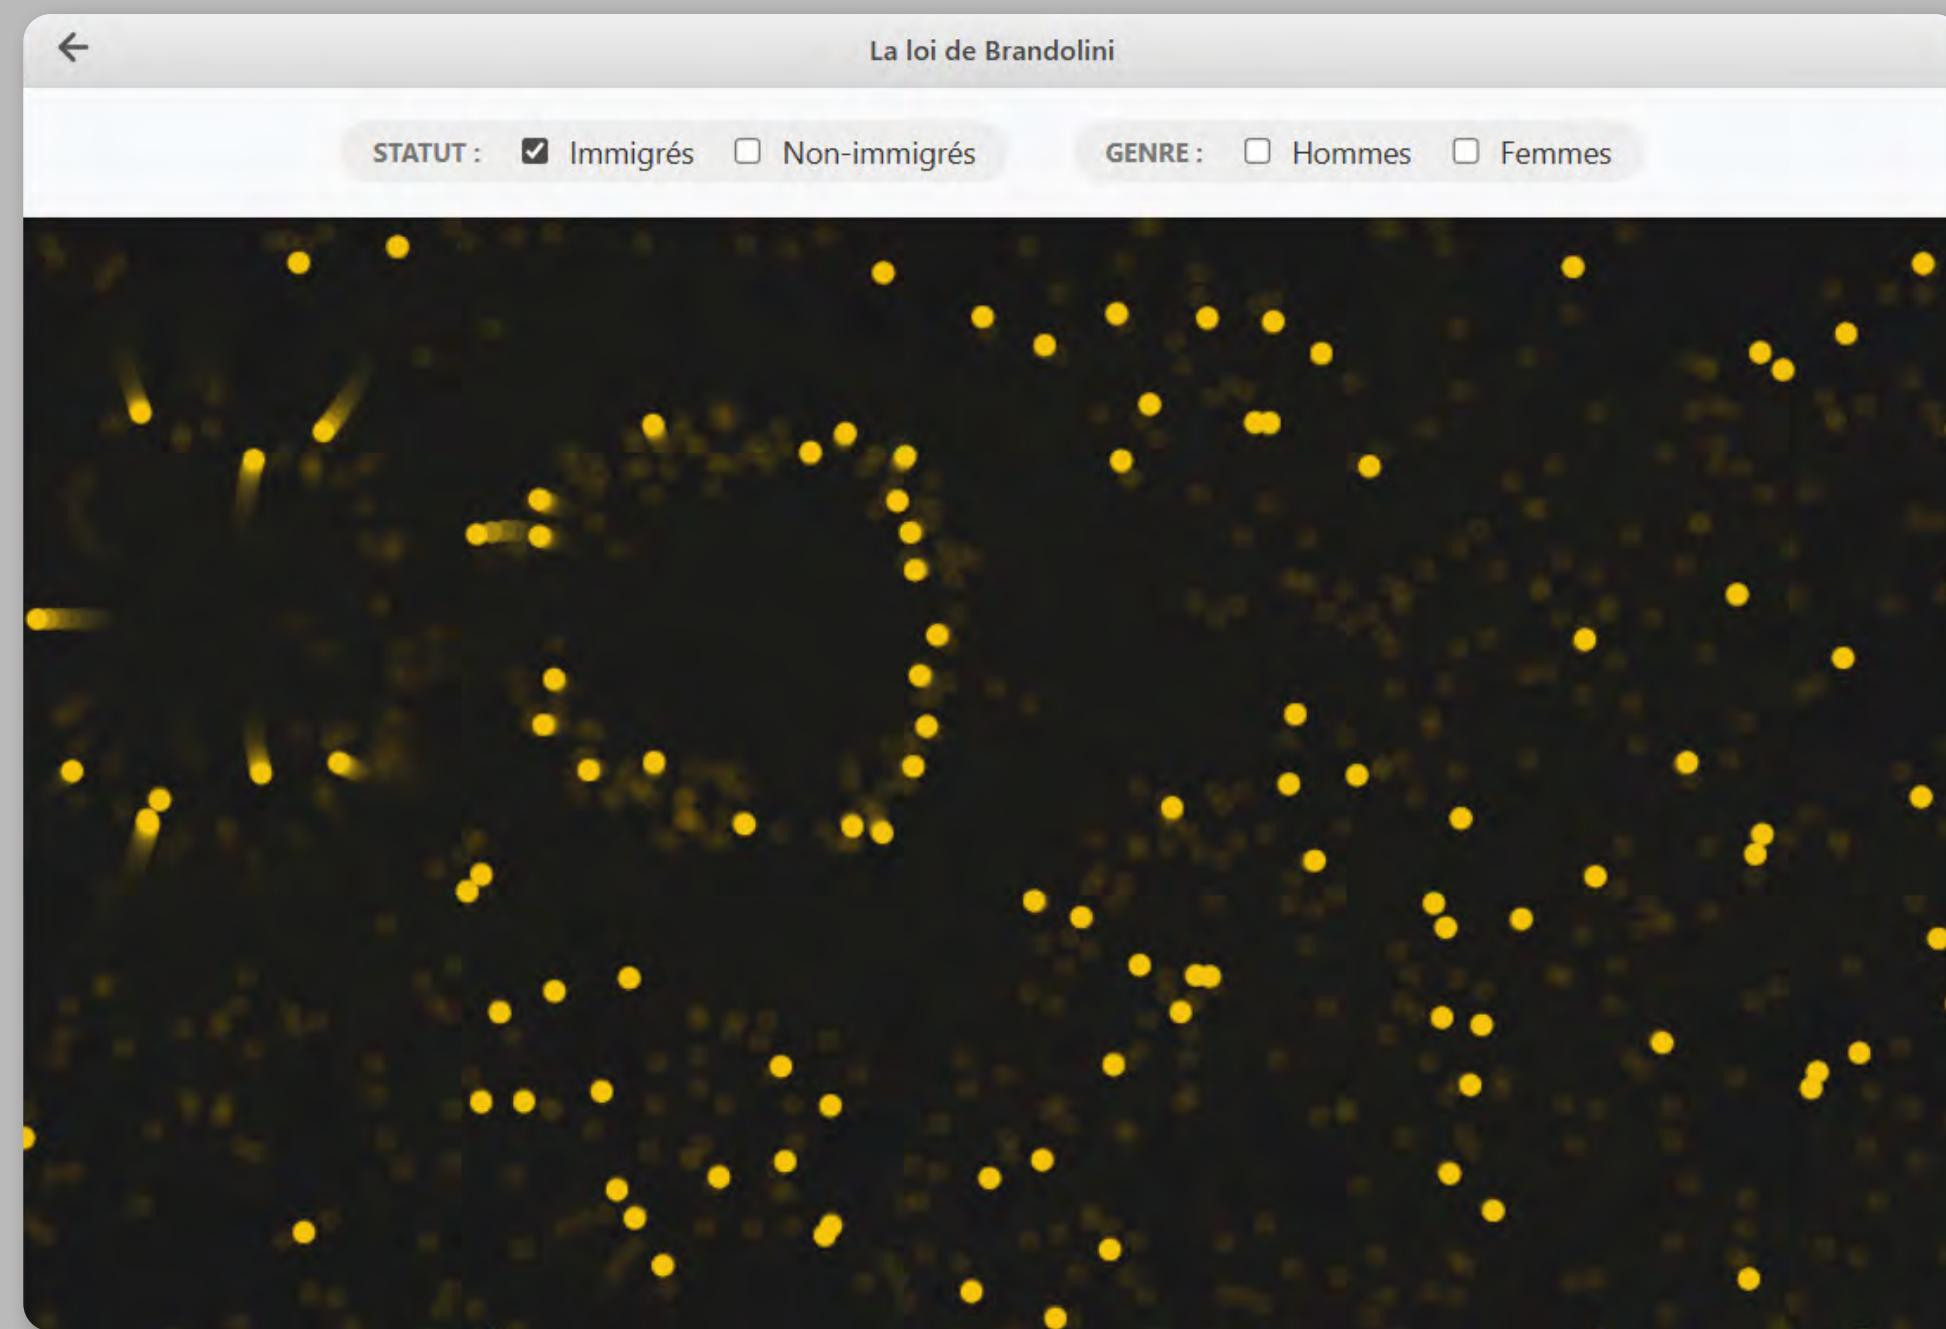 La loi de Brandolini
STATUT : Immigrés Non-immigrés GENRE : Hommes Femmes